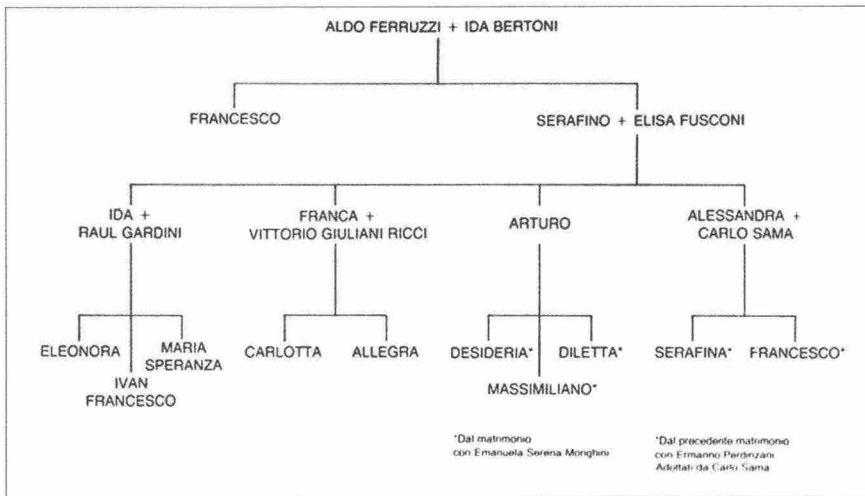 ALDO FERRUZZI + IDA BERTONI
FRANCESCO
SERAFINO + ELISA FUSCONI
IDA +
RAUL GARDINI
FRANCA +
VITTORIO GIULIANI RICCI
ARTURO
ALESSANDRA +
CARLO SAMA
ELEONORA
MARIA
SPERANZA
IVAN
FRANCESCO
CARLOTTA
ALLEGRA
DESIDERIA*
DILETTA*
MASSIMILIANO*
SERAFINA*
FRANCESCO*
*Dal matrimonio
con Emanuela Serena Monghini
*Dal precedente matrimonio
con Ermanno Perdinzani
Adottati da Carlo Sama